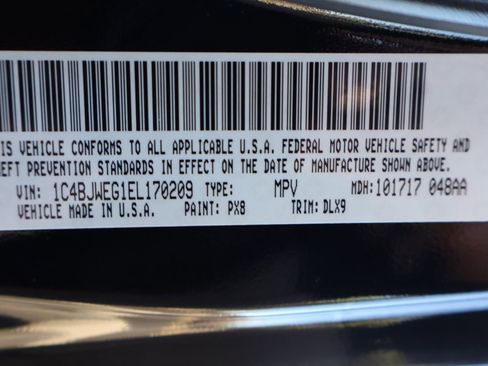 IS VEHICLE CONFORMS TO ALL APPLICABLE U.S.A. FEDERAL MOTOR VEHICLE SAFETY AND
HEFT PREVENTION STANDARDS IN EFFECT ON THE DATE OF MANUFACTURE SHOWN ABOVE.
VIN: 1C4BJWEG1EL170209 TYPE: MPV MDH: 101717 048AA
VEHICLE MADE IN U.S.A. PAINT: PX8 TRIM: DLX9